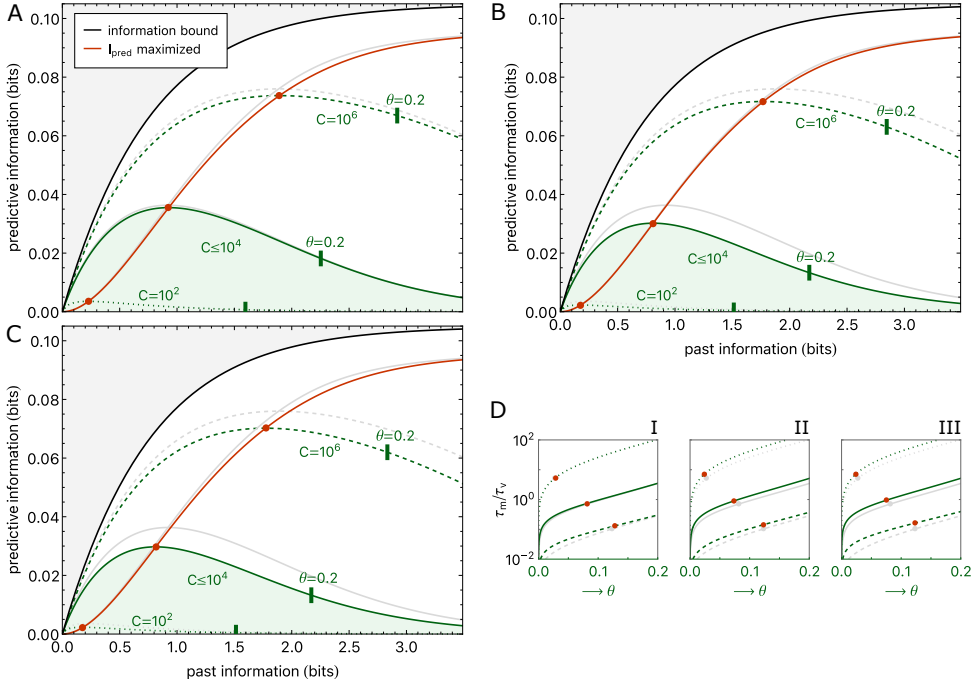 A
information bound
I_pred maximized
θ=0.2
C=10^6
C≤10^4
θ=0.2
C=10^2
predictive information (bits)
0.00
0.02
0.04
0.06
0.08
0.10
B
θ=0.2
C=10^6
C≤10^4
θ=0.2
C=10^2
predictive information (bits)
0.00
0.02
0.04
0.06
0.08
0.10
0.0 0.5 1.0 1.5 2.0 2.5 3.0
past information (bits)
C
θ=0.2
C=10^6
C≤10^4
θ=0.2
C=10^2
predictive information (bits)
0.00
0.02
0.04
0.06
0.08
0.10
0.0 0.5 1.0 1.5 2.0 2.5 3.0
past information (bits)
D
I II III
τ_m/τ_v
10^2
10^0
10^−2
0.0 0.1 0.2 0.0 0.1 0.2 0.0 0.1 0.2
→ θ → θ → θ